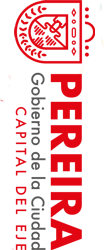 PEREIRA
Gobierno de la Ciudad
CAPITAL DEL EJE